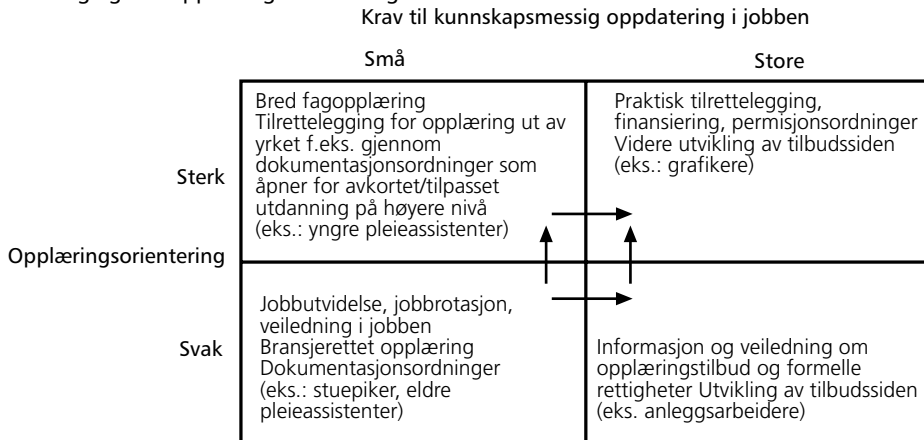 Krav til kunnskapsmessig oppdatering i jobben
Små
Store
Sterk
Bred fagopplæring
Tilrettelegging for opplæring ut av
yrket f.eks. gjennom
dokumentasjonsordninger som
åpner for avkortet/tilpasset
utdanning på høyere nivå
(eks.: yngre pleieassistenter)
Praktisk tilrettelegging,
finansiering, permisjonsordninger
Videre utvikling av tilbudssiden
(eks.: grafikere)
Opplæringsorientering
Svak
Jobbutvidelse, jobbrotasjon,
veiledning i jobben
Bransjerettet opplæring
Dokumentasjonsordninger
(eks.: stuepiker, eldre
pleieassistenter)
Informasjon og veiledning om
opplæringstilbud og formelle
rettigheter Utvikling av tilbudssiden
(eks. anleggsarbeidere)